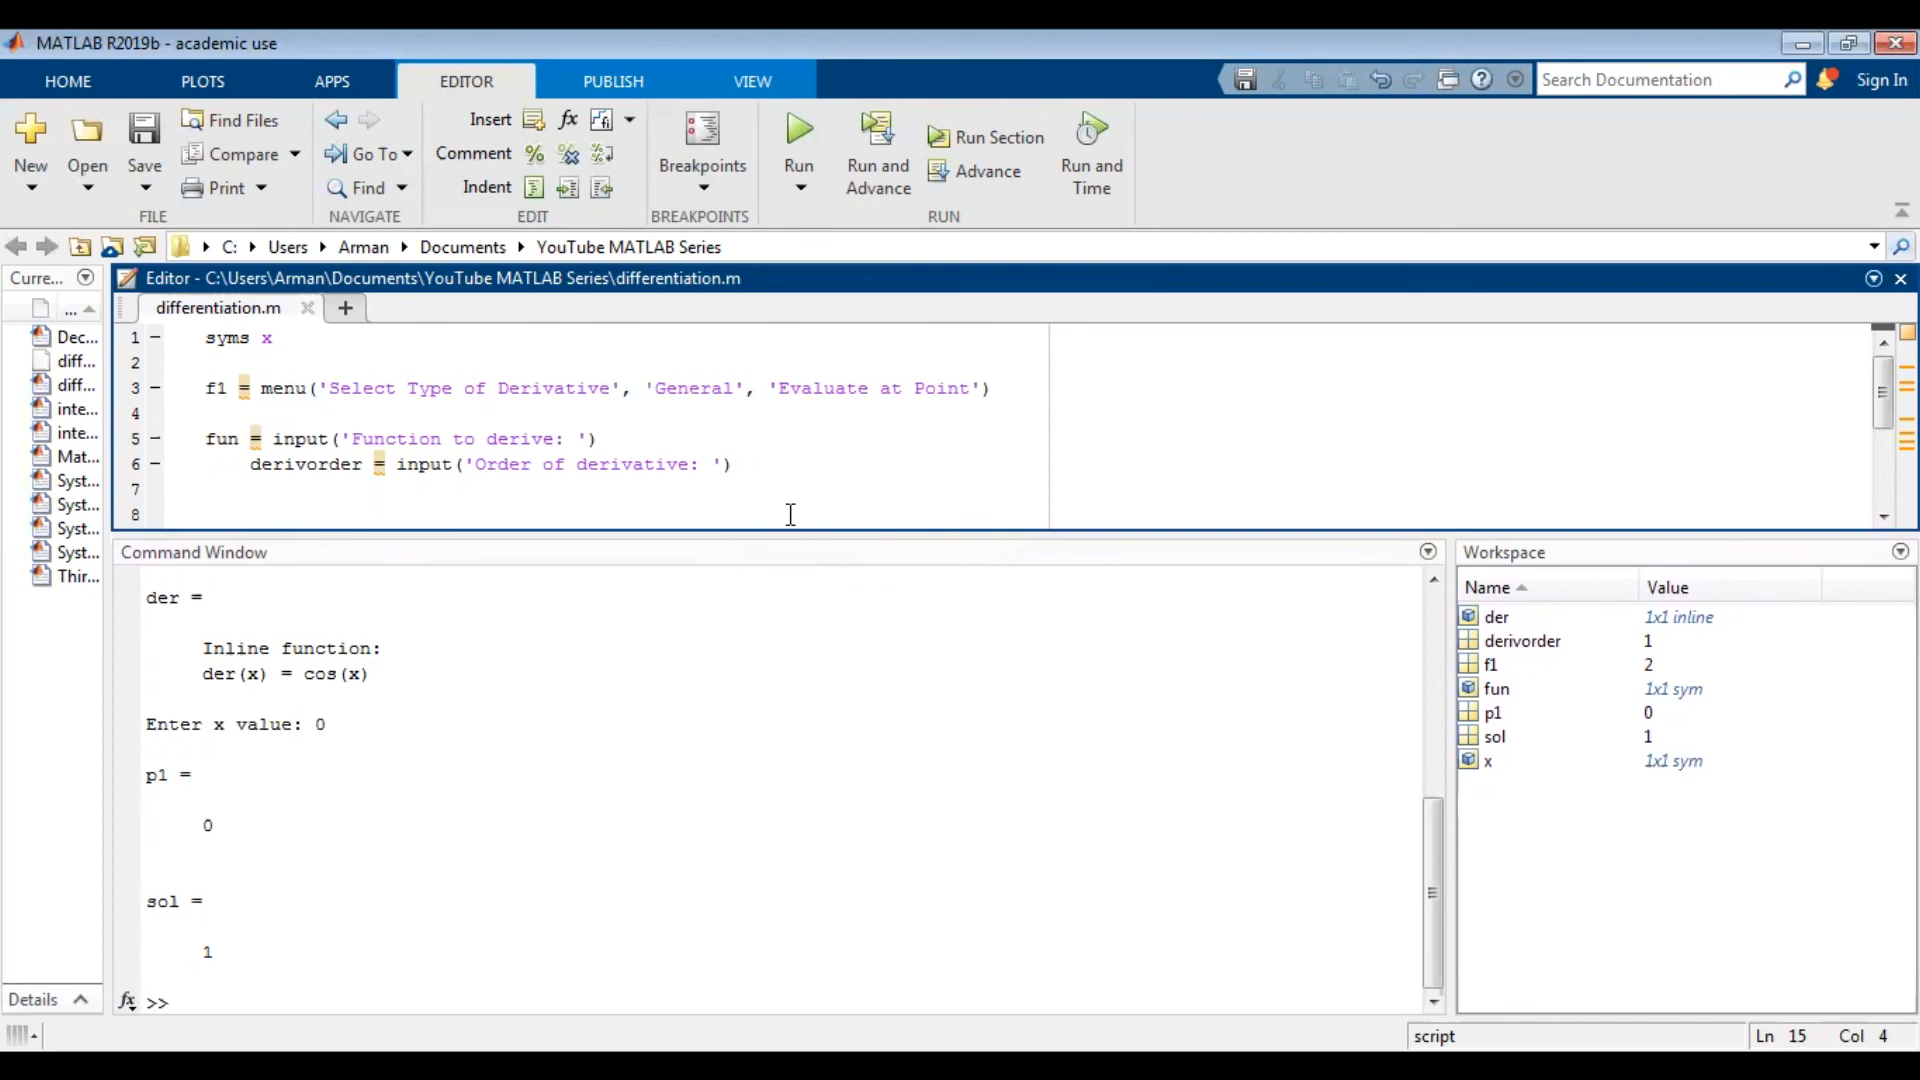 MATLAB R2019b - academic use
HOME PLOTS APPS EDITOR PUBLISH VIEW
Search Documentation
Sign In
New
Open
Save
Find Files
Compare
Print
FILE
Go To
Find
NAVIGATE
Insert
Comment
Indent
EDIT
Breakpoints
BREAKPOINTS
Run
Run and Advance
Run Section
Advance
Run and Time
RUN
C: Users Arman Documents YouTube MATLAB Series
Curre...
Editor - C:\Users\Arman\Documents\YouTube MATLAB Series\differentiation.m
differentiation.m
...
Dec...
diff...
diff...
inte...
inte...
Mat...
Syst...
Syst...
Syst...
Syst...
Thir...
Details
1 syms x
2
3 f1 = menu('Select Type of Derivative', 'General', 'Evaluate at Point')
4
5 fun = input('Function to derive: ')
6 derivorder = input('Order of derivative: ')
7
8
Command Window
der =
Inline function:
der(x) = cos(x)
Enter x value: 0
p1 =
0
sol =
1
fx >>
Workspace
Name Value
der 1x1 inline
derivorder 1
f1 2
fun 1x1 sym
p1 0
sol 1
x 1x1 sym
script
Ln 15 Col 4